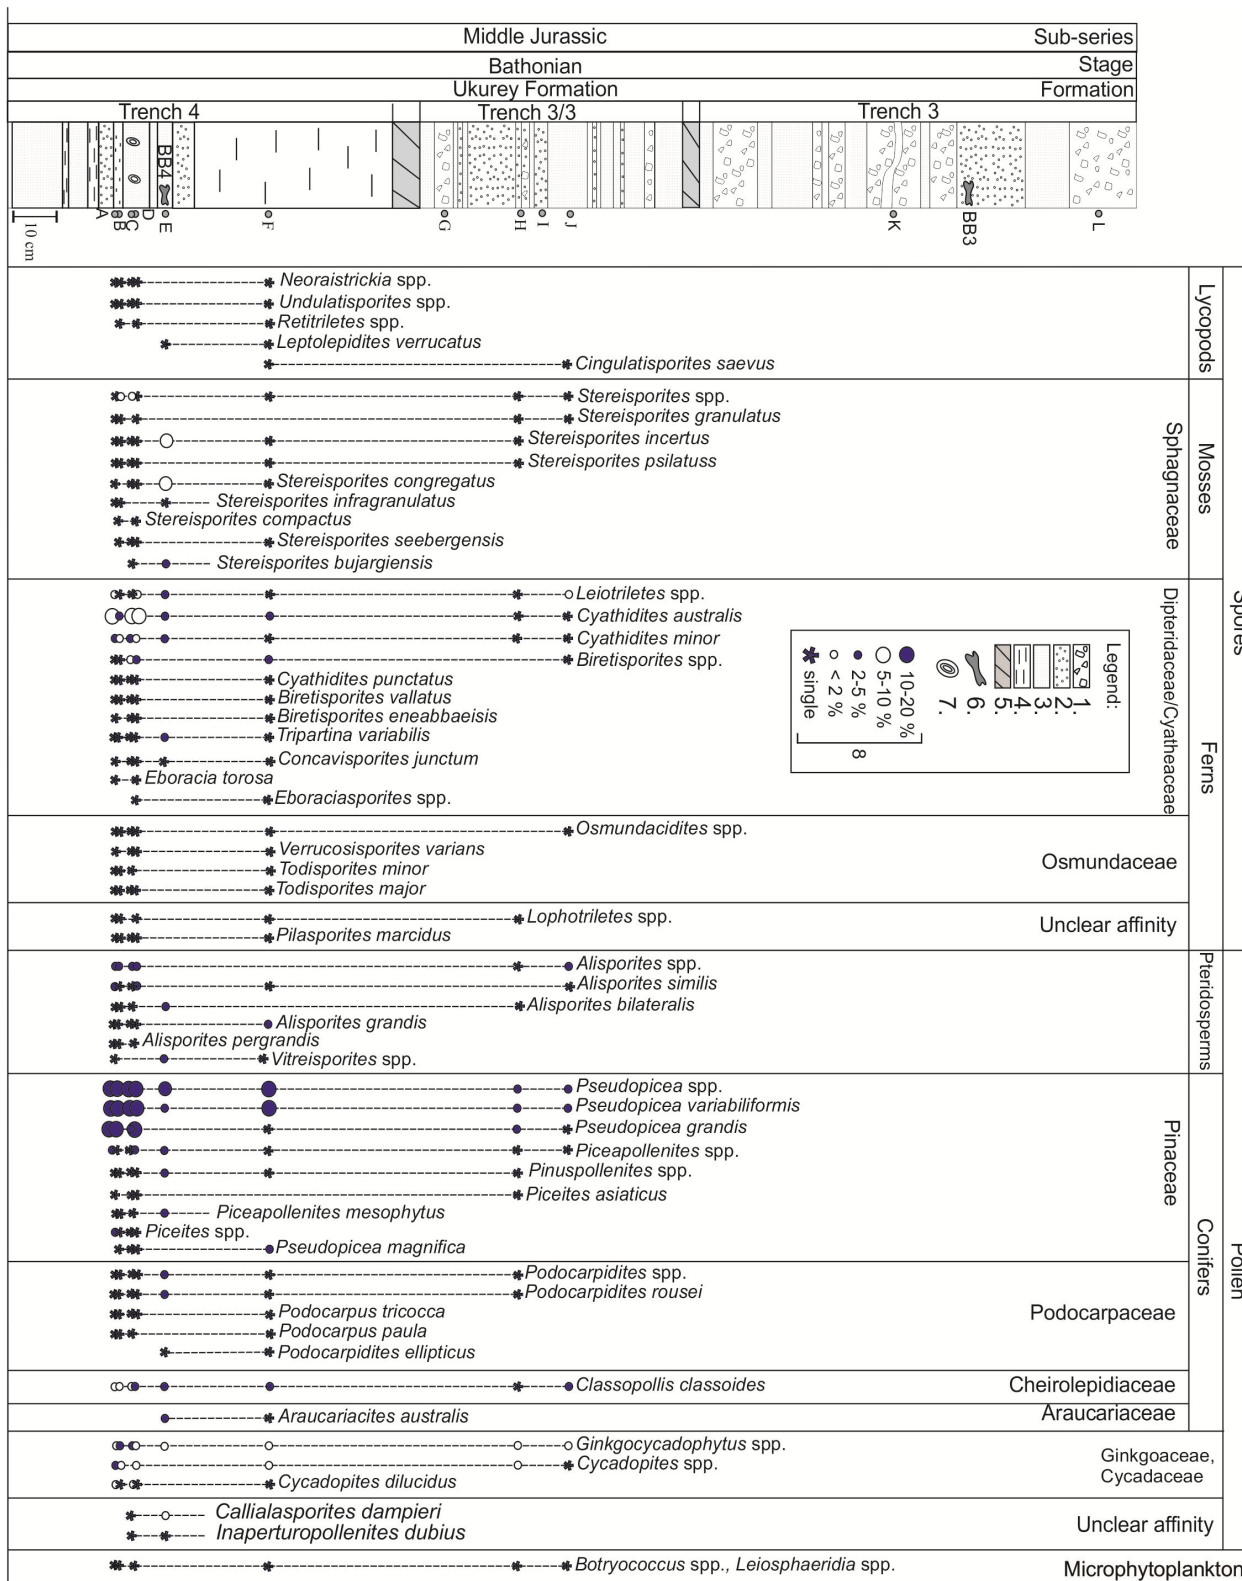 Middle Jurassic Sub-series
Bathonian Stage
Ukurey Formation Formation
Trench 4 Trench 3/3 Trench 3
BB4
A B C D E F G H I J K BB3 L
10 cm
Neoraistrickia spp.
Undulatisporites spp.
Retitriletes spp.
Leptolepidites verrucatus
Cingulatisporites saevus
Lycopods
Stereisporites spp.
Stereisporites granulatus
Stereisporites incertus
Stereisporites psilatuss
Stereisporites congregatus
Stereisporites infragranulatus
Stereisporites compactus
Stereisporites seebergensis
Stereisporites bujargiensis
Sphagnaceae
Mosses
Spores
Leiotriletes spp.
Cyathidites australis
Cyathidites minor
Biretisporites spp.
Cyathidites punctatus
Biretisporites vallatus
Biretisporites eneabbaeisis
Tripartina variabilis
Concavisporites junctum
Eboracia torosa
Eboraciasporites spp.
Dipteridaceae/Cyatheaceae
Ferns
Legend:
1.
2.
3.
4.
5.
6.
7.
10-20 %
5-10 %
2-5 %
< 2 %
single
8
Osmundacidites spp.
Verrucosisporites varians
Todisporites minor
Todisporites major
Osmundaceae
Lophotriletes spp.
Pilasporites marcidus
Unclear affinity
Alisporites spp.
Alisporites similis
Alisporites bilateralis
Alisporites grandis
Alisporites pergrandis
Vitreisporites spp.
Pteridosperms
Pseudopicea spp.
Pseudopicea variabiliformis
Pseudopicea grandis
Piceapollenites spp.
Pinuspollenites spp.
Piceites asiaticus
Piceapollenites mesophytus
Piceites spp.
Pseudopicea magnifica
Pinaceae
Conifers
Pollen
Podocarpidites spp.
Podocarpidites rousei
Podocarpus tricocca
Podocarpus paula
Podocarpidites ellipticus
Podocarpaceae
Classopollis classoides
Cheirolepidiaceae
Araucariacites australis
Araucariaceae
Ginkgocycadophytus spp.
Cycadopites spp.
Cycadopites dilucidus
Ginkgoaceae,
Cycadaceae
Callialasporites dampieri
Inaperturopollenites dubius
Unclear affinity
Botryococcus spp., Leiosphaeridia spp.
Microphytoplankton